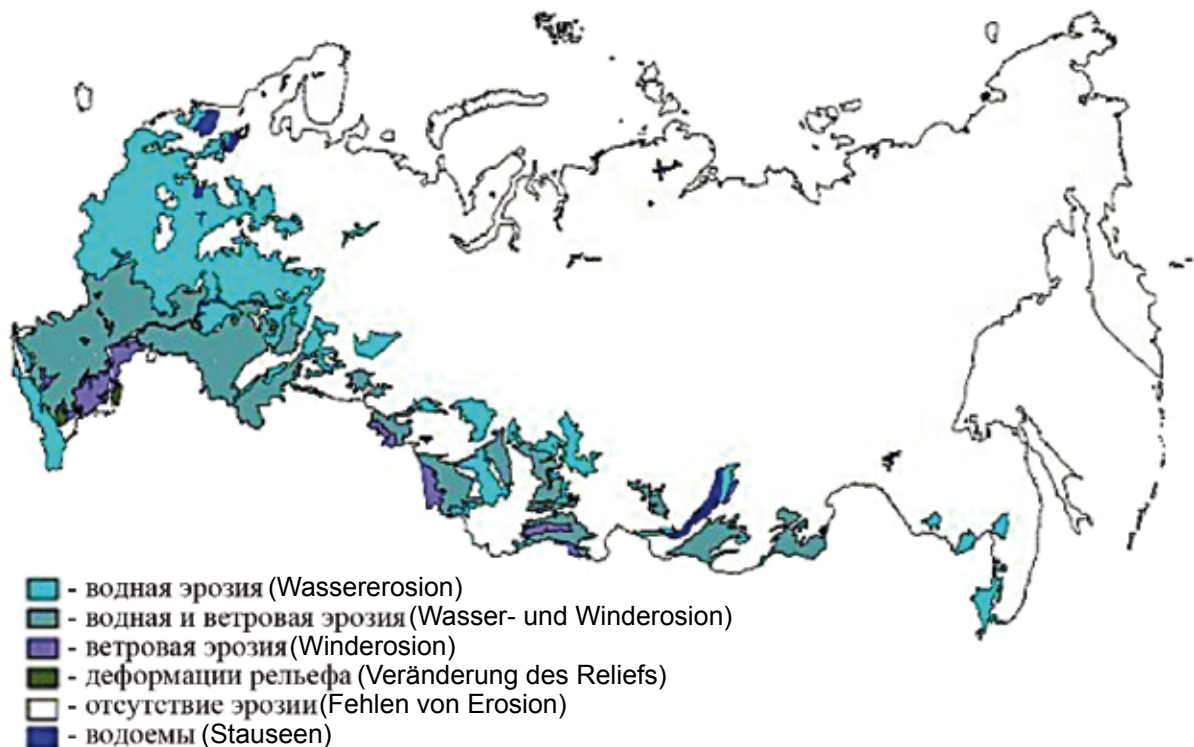 - водная эрозия (Wassererosion)
- водная и ветровая эрозия (Wasser- und Winderosion)
- ветровая эрозия (Winderosion)
- деформации рельефа (Veränderung des Reliefs)
- отсутствие эрозии (Fehlen von Erosion)
- водоемы (Stauseen)